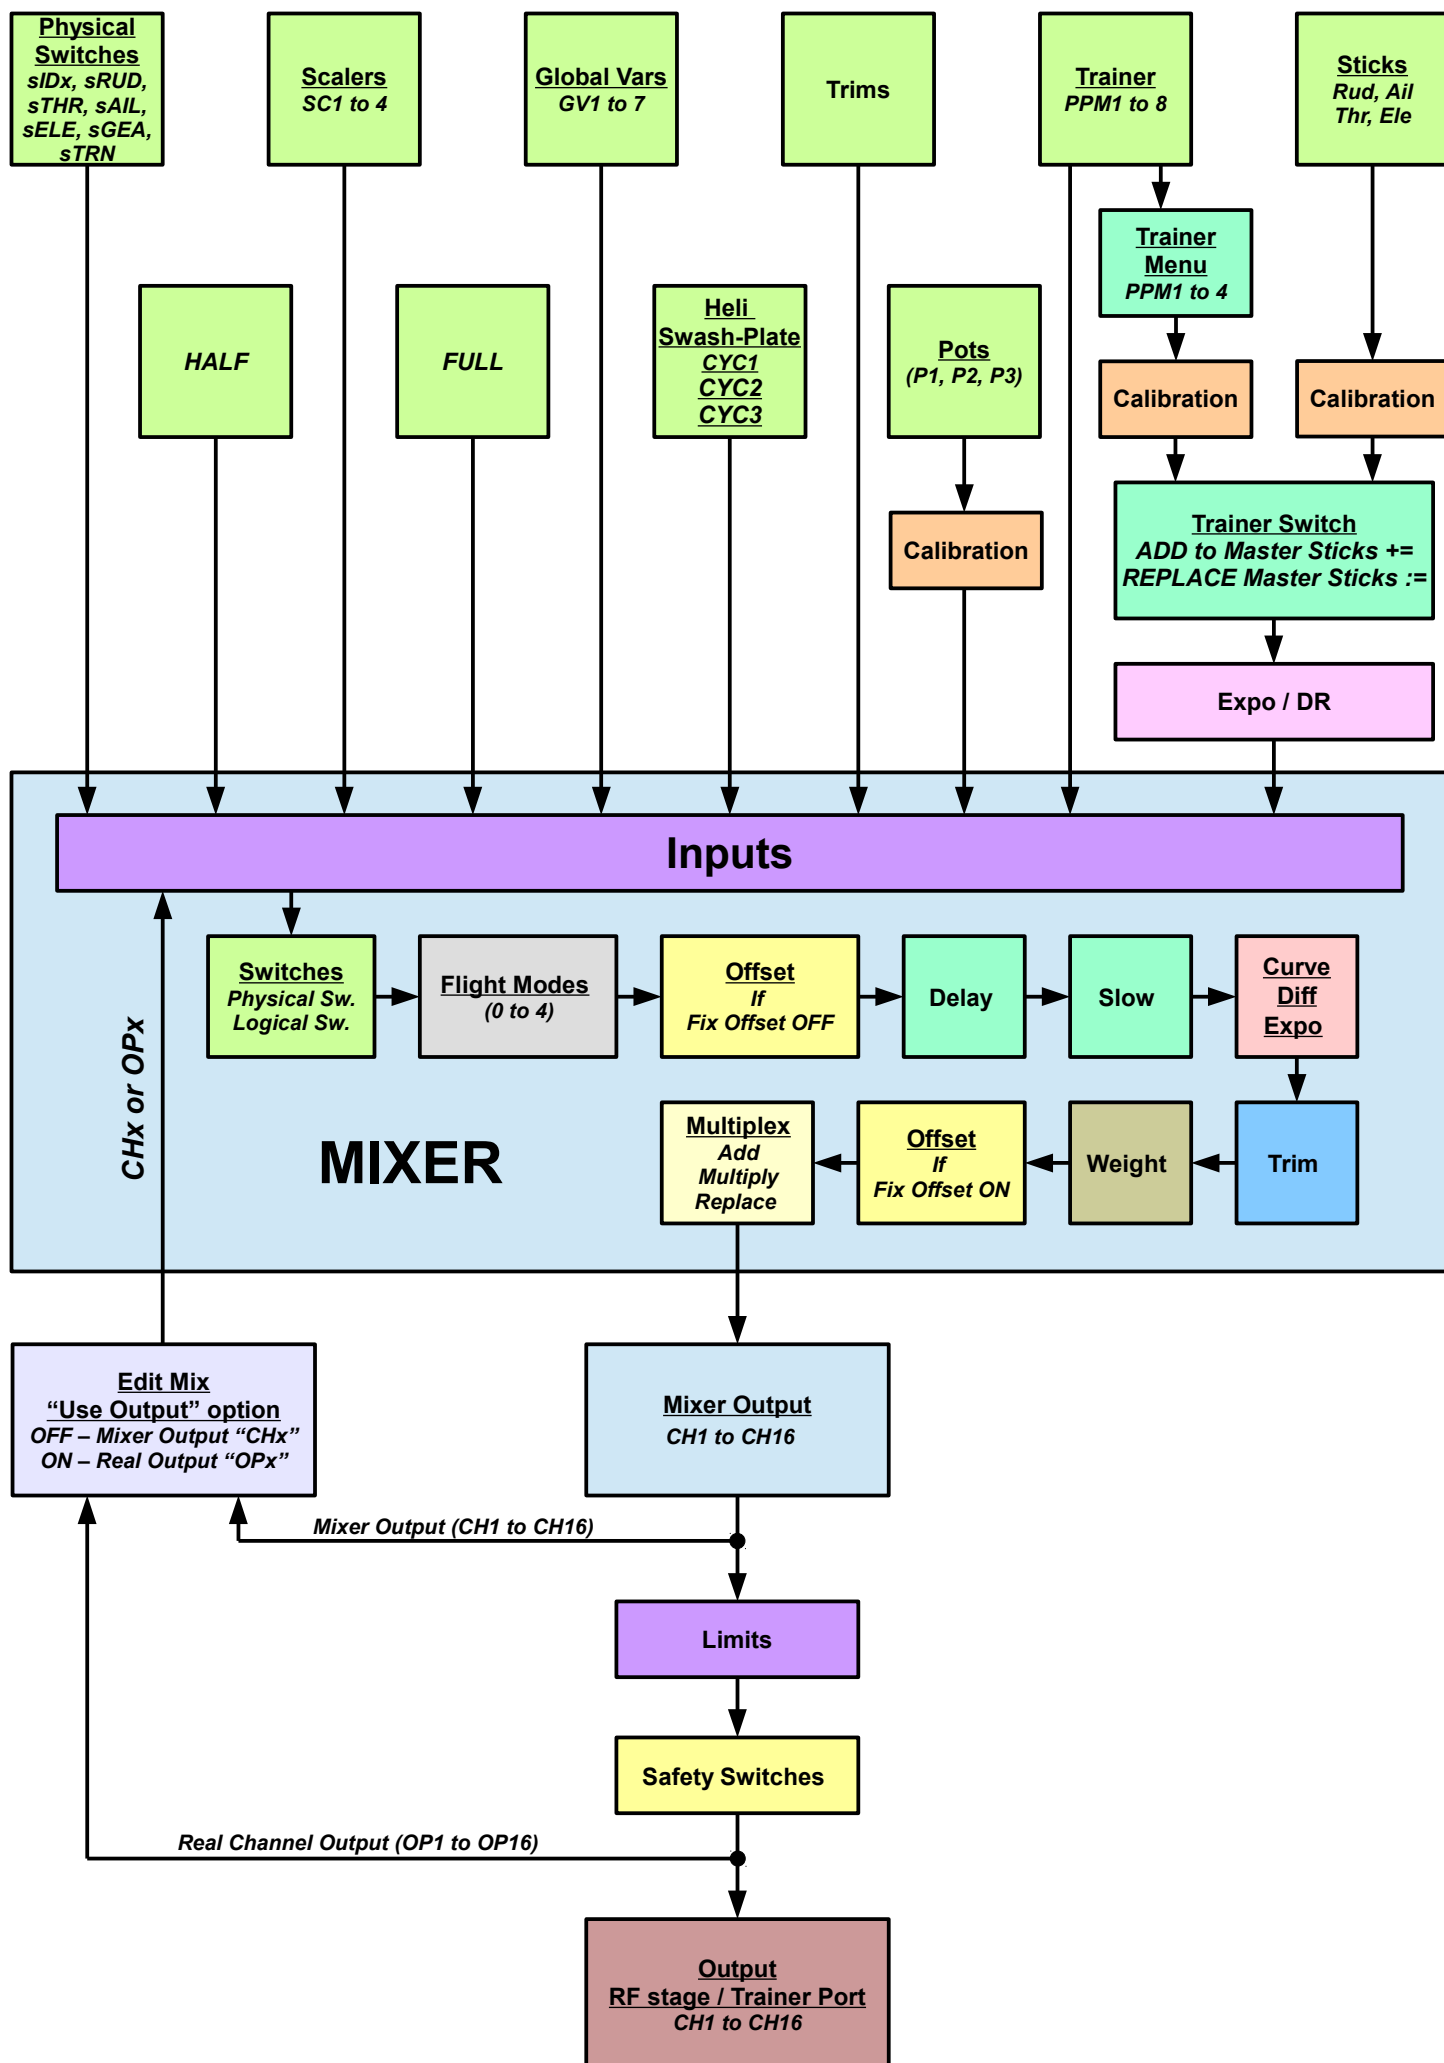 Physical
Switches
sIDx, sRUD,
sTHR, sAIL,
sELE, sGEA,
sTRN
Scalers
SC1 to 4
Global Vars
GV1 to 7
Trims
Trainer
PPM1 to 8
Sticks
Rud, Ail
Thr, Ele
Trainer
Menu
PPM1 to 4
HALF
FULL
Heli
Swash-Plate
CYC1
CYC2
CYC3
Pots
(P1, P2, P3)
Calibration
Calibration
Calibration
Trainer Switch
ADD to Master Sticks +=
REPLACE Master Sticks :=
Expo / DR
Inputs
Switches
Physical Sw.
Logical Sw.
Flight Modes
(0 to 4)
Offset
If
Fix Offset OFF
Delay
Slow
Curve
Diff
Expo
CHx or OPx
MIXER
Multiplex
Add
Multiply
Replace
Offset
If
Fix Offset ON
Weight
Trim
Edit Mix
“Use Output” option
OFF – Mixer Output “CHx”
ON – Real Output “OPx”
Mixer Output
CH1 to CH16
Mixer Output (CH1 to CH16)
Limits
Safety Switches
Real Channel Output (OP1 to OP16)
Output
RF stage / Trainer Port
CH1 to CH16